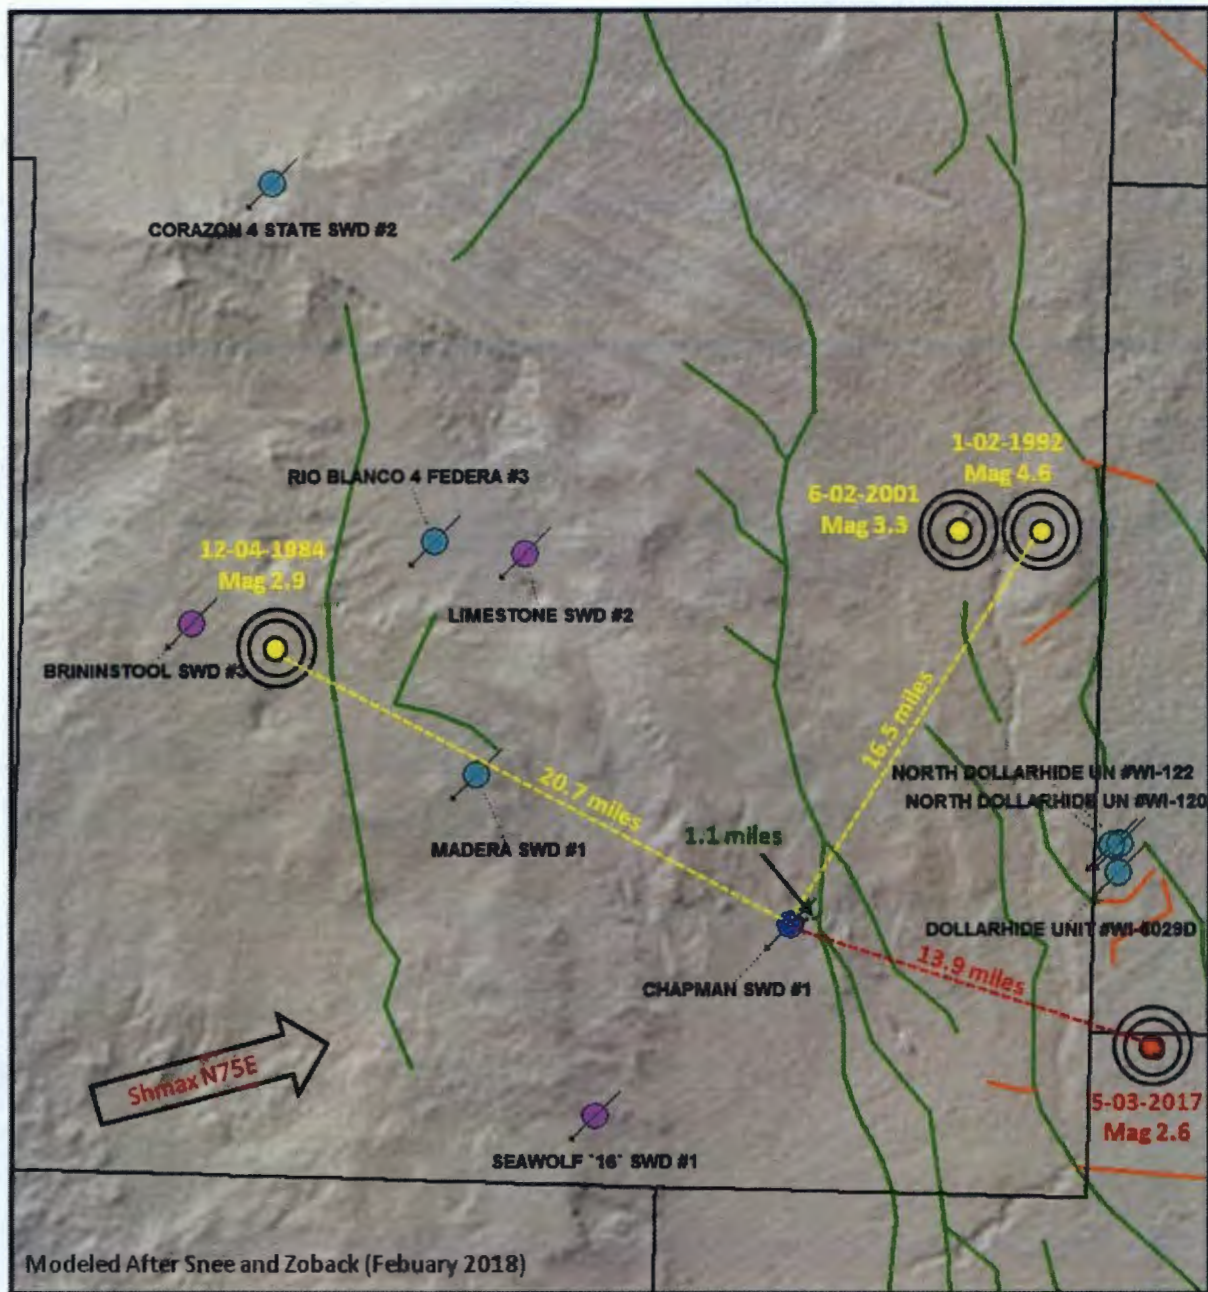 CORAZON 4 STATE SWD #2
1-02-1992
Mag 4.6
RIO BLANCO 4 FEDERA #3
6-02-2001
Mag 3.3
12-04-1984
Mag 2.9
LIMESTONE SWD #2
BRININSTOOL SWD #3
16.5 miles
20.7 miles
NORTH DOLLARHIDE UN #WI-122
NORTH DOLLARHIDE UN #WI-120
1.1 miles
MADERA SWD #1
DOLLARHIDE UNIT #WI-6029D
13.9 miles
CHAPMAN SWD #1
Shmax N75E
5-03-2017
Mag 2.6
SEAWOLF "16" SWD #1
Modeled After Snee and Zoback (Febuary 2018)